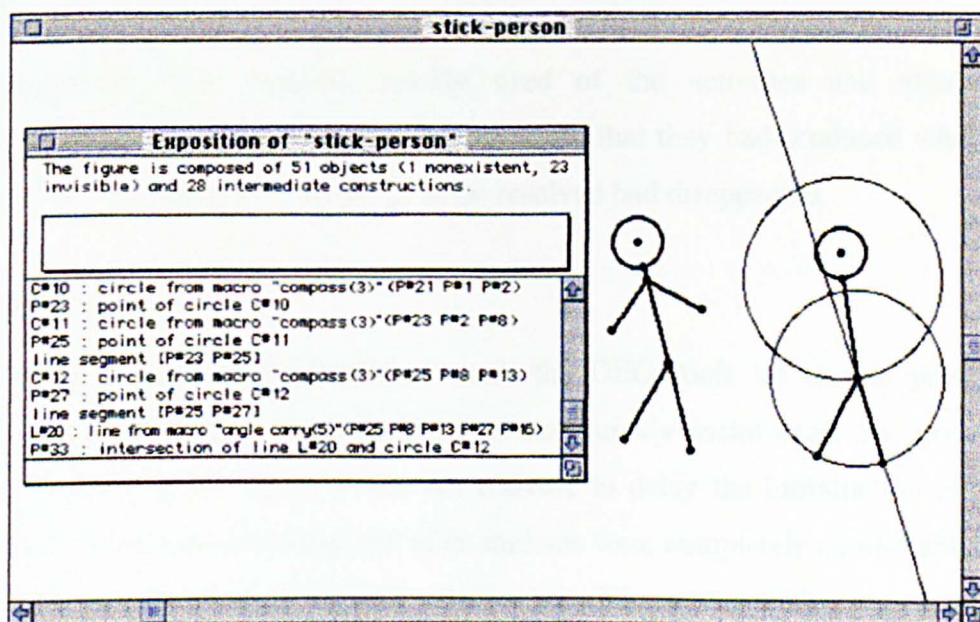 stick-person
Exposition of "stick-person"
The figure is composed of 51 objects (1 nonexistent, 23
invisible) and 28 intermediate constructions.
C#10 : circle from macro "compass(3)"(P#21 P#1 P#2)
P#23 : point of circle C#10
C#11 : circle from macro "compass(3)"(P#23 P#2 P#8)
P#25 : point of circle C#11
line segment [P#23 P#25]
C#12 : circle from macro "compass(3)"(P#25 P#8 P#13)
P#27 : point of circle C#12
line segment [P#25 P#27]
L#20 : line from macro "angle carry(5)"(P#25 P#8 P#13 P#27 P#16)
P#33 : intersection of line L#20 and circle C#12